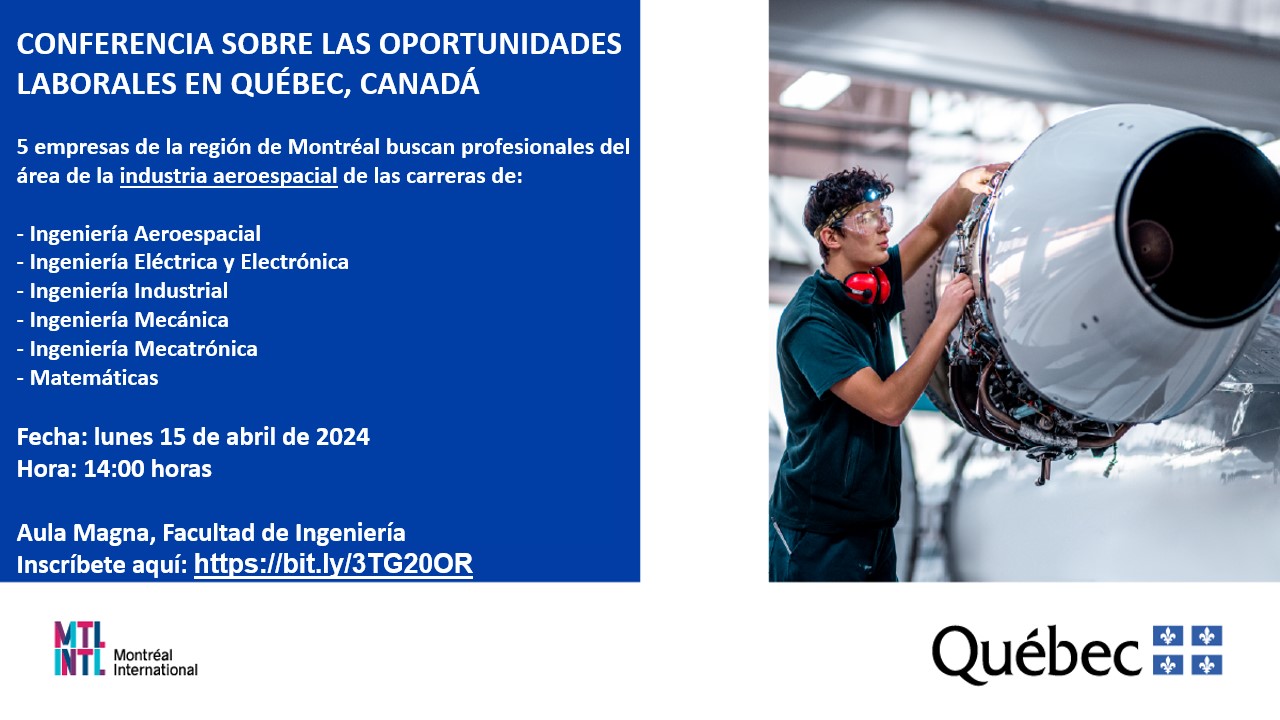 CONFERENCIA SOBRE LAS OPORTUNIDADES
LABORALES EN QUÉBEC, CANADÁ
5 empresas de la región de Montréal buscan profesionales del
área de la industria aeroespacial de las carreras de:
- Ingeniería Aeroespacial
- Ingeniería Eléctrica y Electrónica
- Ingeniería Industrial
- Ingeniería Mecánica
- Ingeniería Mecatrónica
- Matemáticas
Fecha: lunes 15 de abril de 2024
Hora: 14:00 horas
Aula Magna, Facultad de Ingeniería
Inscríbete aquí: https://bit.ly/3TG20OR
MTL
INTL
Montréal
International
Québec